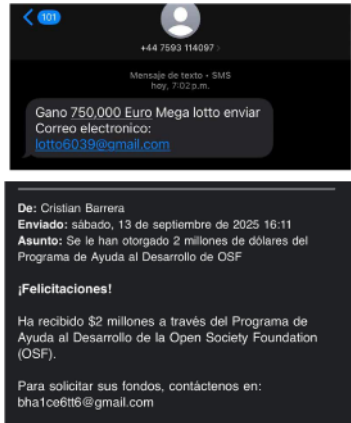 101
+44 7593 114097 >
Mensaje de texto • SMS
hoy, 7:02 p.m.
Gano 750,000 Euro Mega lotto enviar
Correo electronico:
lotto6039@gmail.com
De: Cristian Barrera
Enviado: sábado, 13 de septiembre de 2025 16:11
Asunto: Se le han otorgado 2 millones de dólares del
Programa de Ayuda al Desarrollo de OSF
¡Felicitaciones!
Ha recibido $2 millones a través del Programa de
Ayuda al Desarrollo de la Open Society Foundation
(OSF).
Para solicitar sus fondos, contáctenos en:
bha1ce6tt6@gmail.com